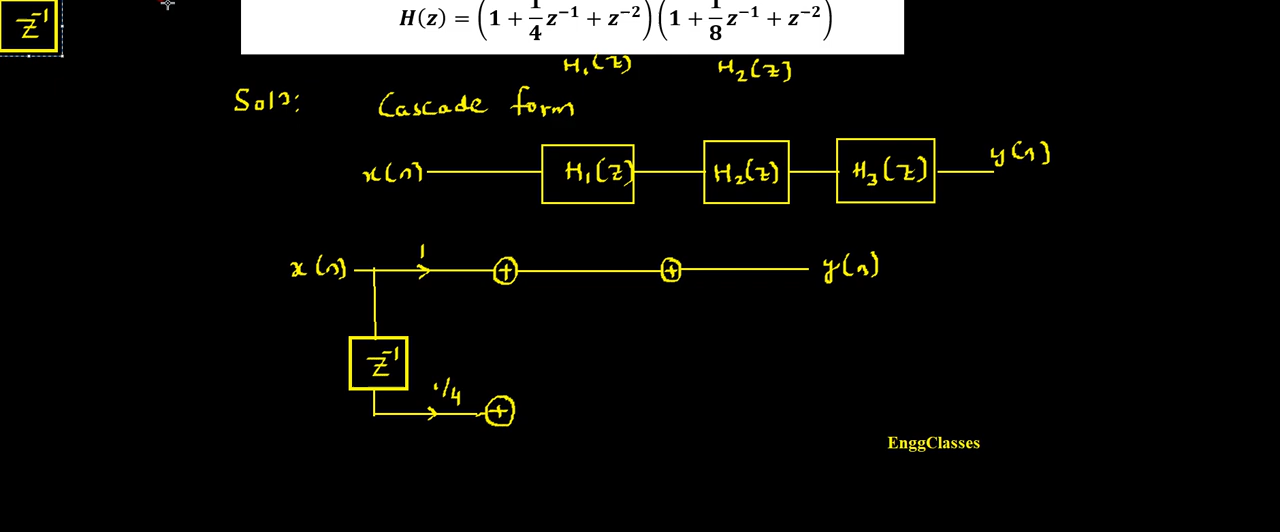 z⁻¹
H(z) = (1 + 1/4 z⁻¹ + z⁻²)(1 + 1/8 z⁻¹ + z⁻²)
H₁(z) H₂(z)
Soln: Cascade form
x(n) H₁(z) H₂(z) H₃(z) y(n)
1
x(n) + + y(n)
z⁻¹
1/4
+
EnggClasses